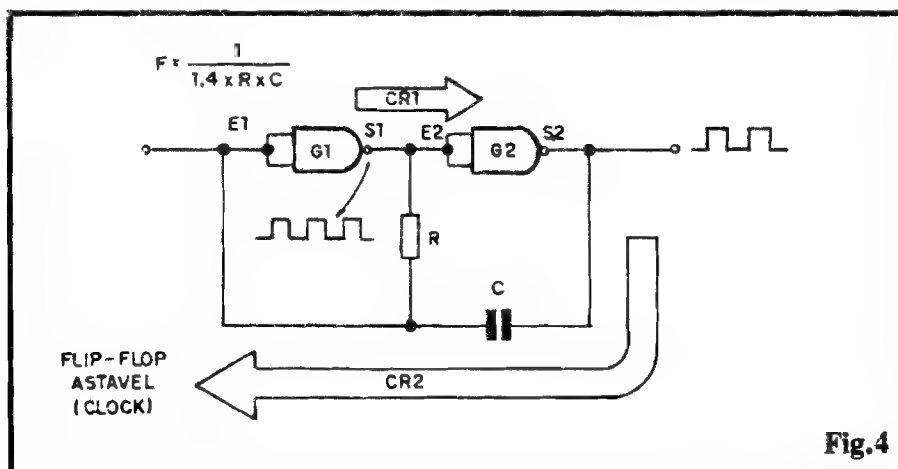 F = 1
1.4 x R x C
CR1
E1
S1
E2
S2
G1
G2
R
C
FLIP-FLOP
ASTAVEL
(CLOCK)
CR2
Fig.4